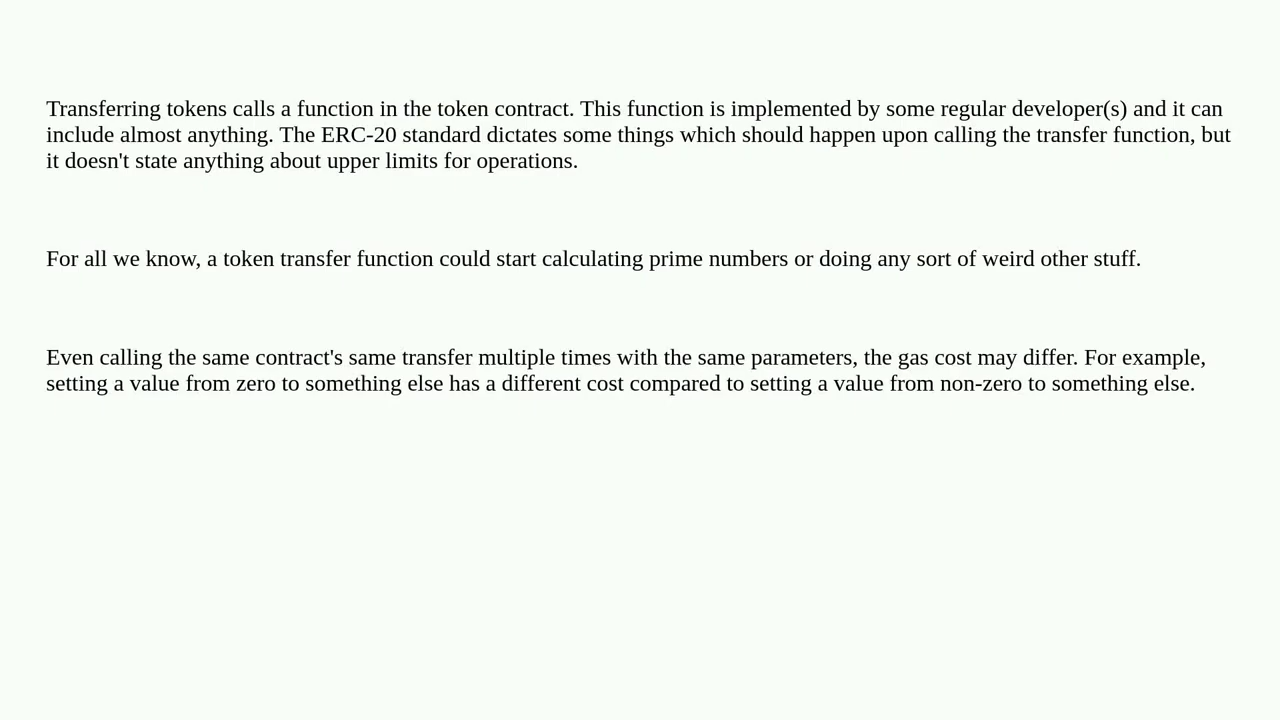 Transferring tokens calls a function in the token contract. This function is implemented by some regular developer(s) and it can
include almost anything. The ERC-20 standard dictates some things which should happen upon calling the transfer function, but
it doesn't state anything about upper limits for operations.
For all we know, a token transfer function could start calculating prime numbers or doing any sort of weird other stuff.
Even calling the same contract's same transfer multiple times with the same parameters, the gas cost may differ. For example,
setting a value from zero to something else has a different cost compared to setting a value from non-zero to something else.